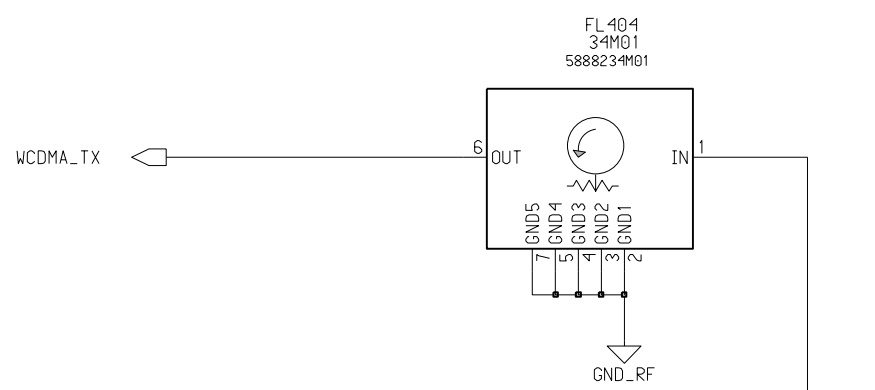 FL404
34M01
5888234M01
WCDMA_TX
6
OUT
IN
1
GND5
GND4
GND3
GND2
GND1
7
5
4
3
2
GND_RF